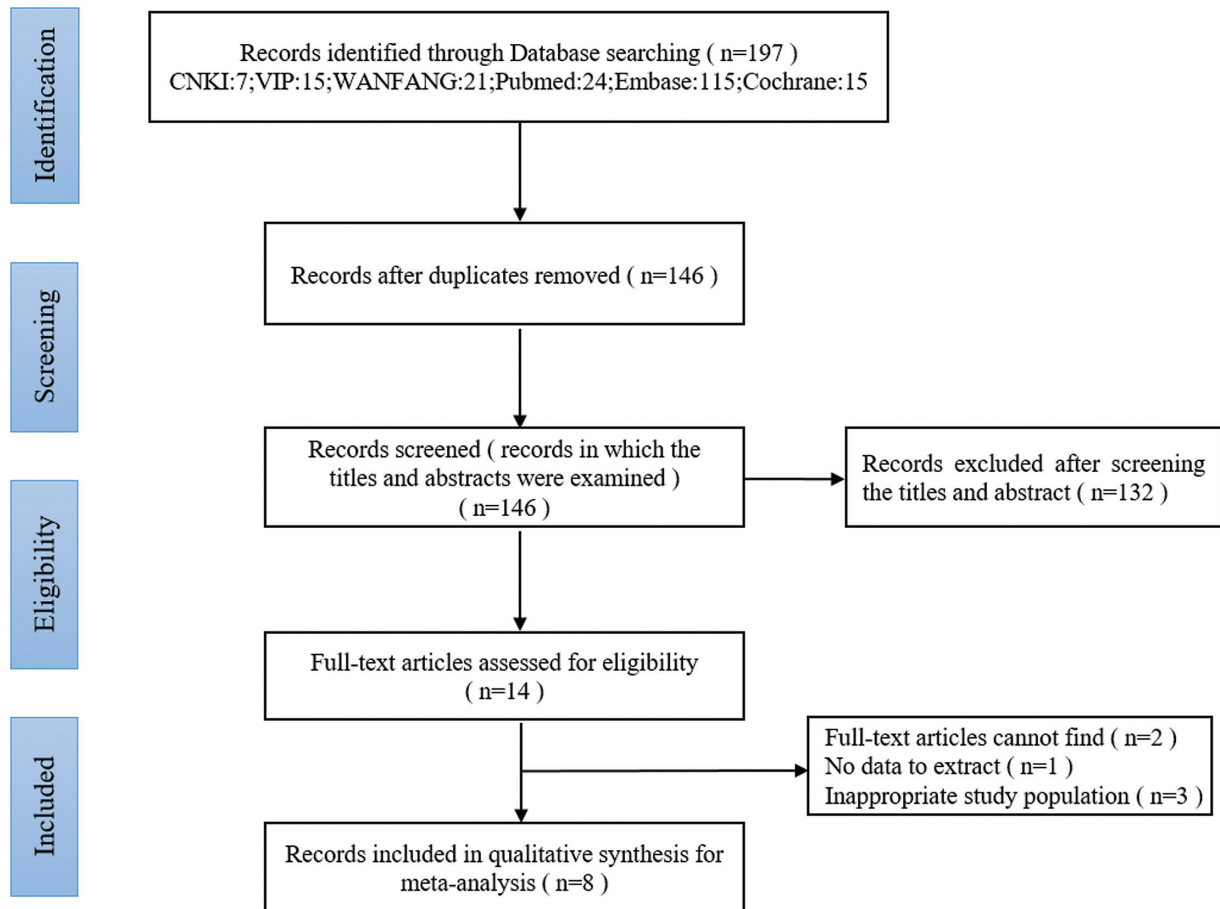 Identification
Records identified through Database searching ( n=197 )
CNKI:7;VIP:15;WANFANG:21;Pubmed:24;Embase:115;Cochrane:15
Records after duplicates removed ( n=146 )
Screening
Records screened ( records in which the
titles and abstracts were examined )
( n=146 )
Records excluded after screening
the titles and abstract ( n=132 )
Eligibility
Full-text articles assessed for eligibility
( n=14 )
Full-text articles cannot find ( n=2 )
No data to extract ( n=1 )
Inappropriate study population ( n=3 )
Included
Records included in qualitative synthesis for
meta-analysis ( n=8 )